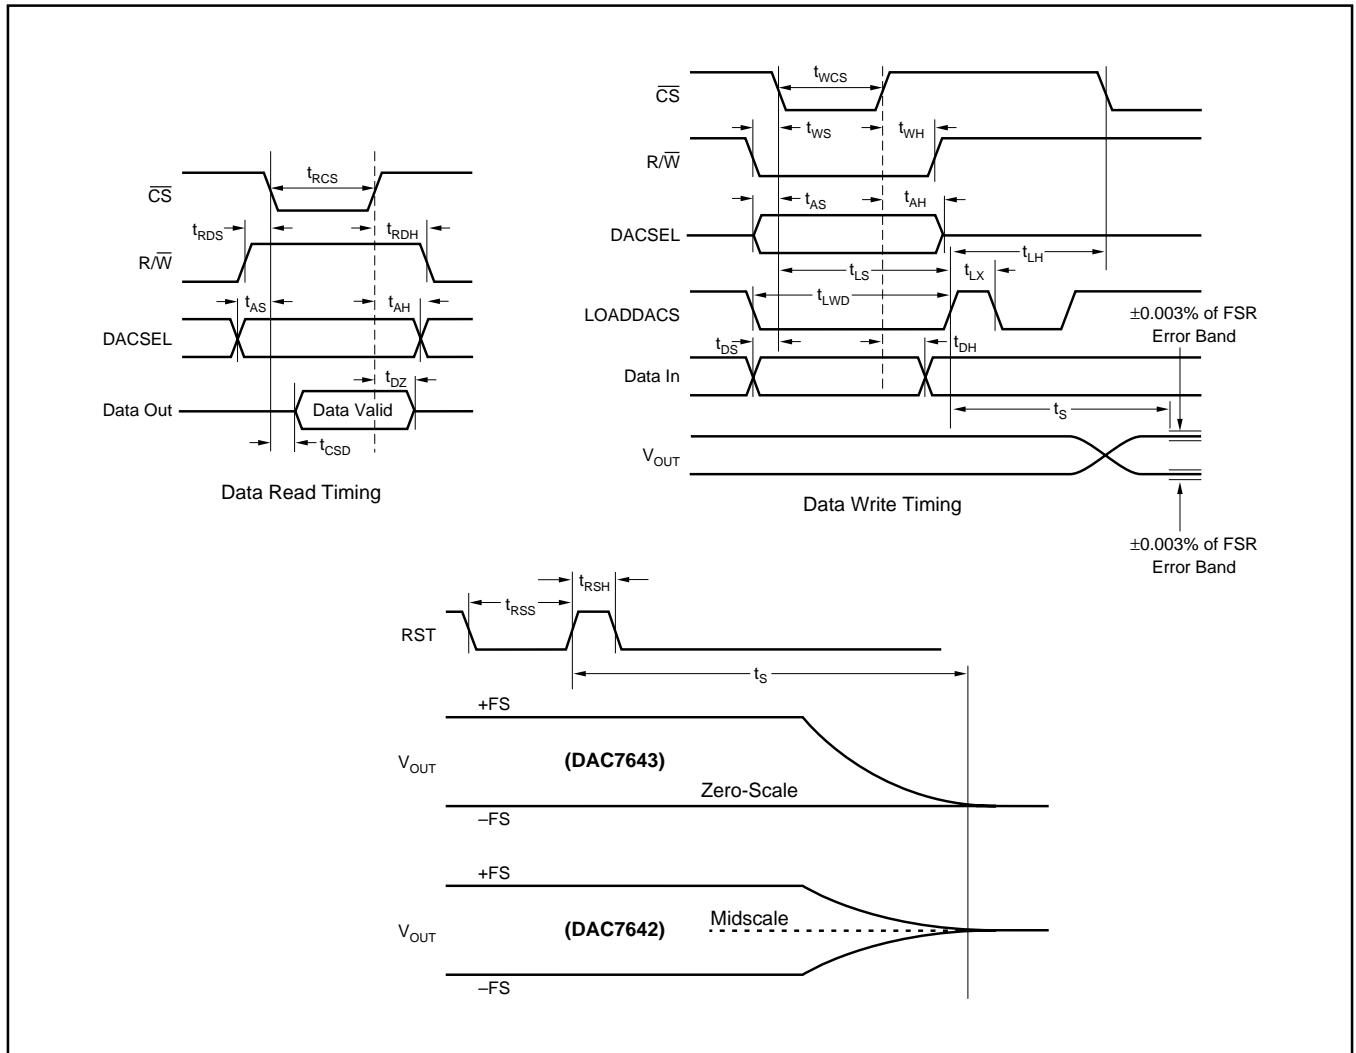 CS
tRCS
tRDS
tRDH
R/W
tAS
tAH
DACSEL
tDZ
Data Out
Data Valid
tCSD
Data Read Timing
CS
tWCS
tWS
tWH
R/W
tAS
tAH
DACSEL
tLH
tLS
tLX
tLWD
LOADDACS
±0.003% of FSR
Error Band
tDS
tDH
Data In
tS
VOUT
Data Write Timing
±0.003% of FSR
Error Band
tRSH
tRSS
RST
tS
+FS
VOUT
(DAC7643)
Zero-Scale
–FS
+FS
Midscale
VOUT
(DAC7642)
–FS